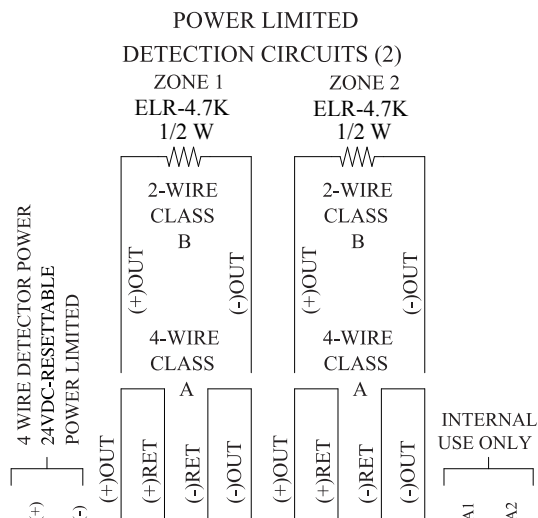 POWER LIMITED
DETECTION CIRCUITS (2)
ZONE 1
ELR-4.7K
1/2 W
ZONE 2
ELR-4.7K
1/2 W
2-WIRE
CLASS
B
(+)OUT
(-)OUT
2-WIRE
CLASS
B
(+)OUT
(-)OUT
4-WIRE
CLASS
A
4-WIRE
CLASS
A
4 WIRE DETECTOR POWER
24VDC-RESETTABLE
POWER LIMITED
(+)
(-)
(+)OUT
(+)RET
(-)RET
(-)OUT
(+)OUT
(+)RET
(-)RET
(-)OUT
INTERNAL
USE ONLY
A1
A2